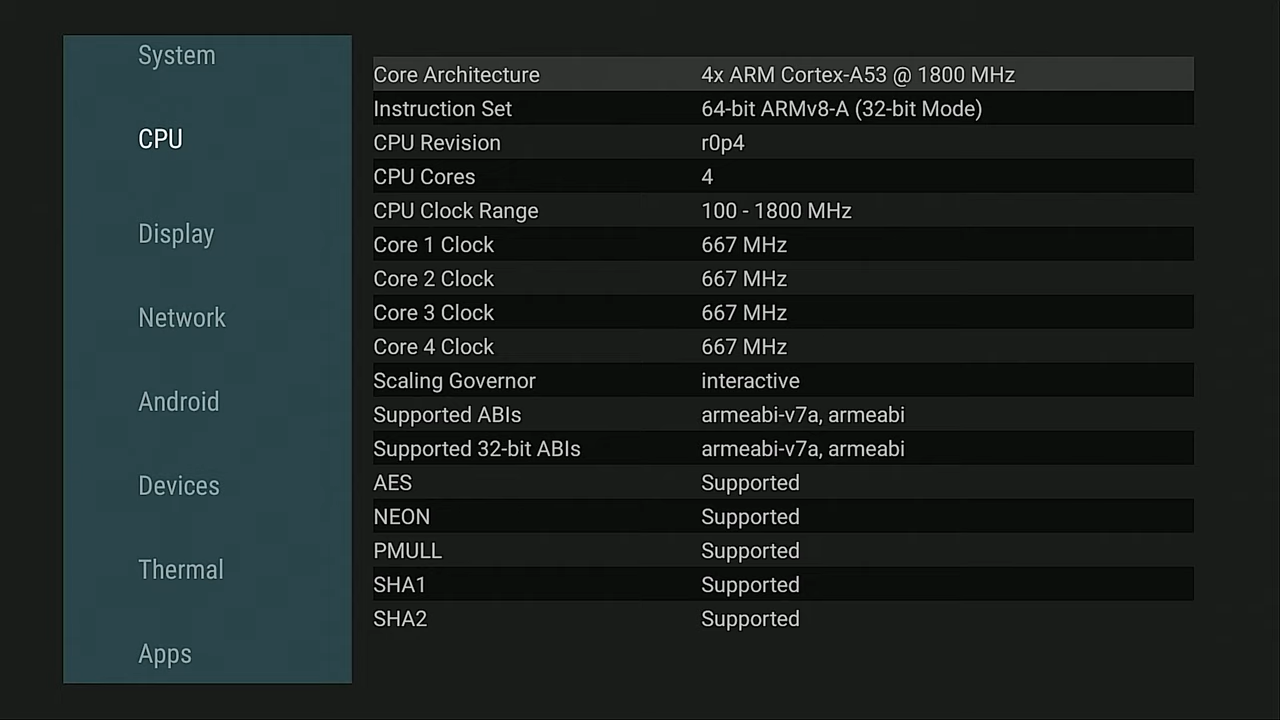 System
CPU
Display
Network
Android
Devices
Thermal
Apps
Core Architecture 4x ARM Cortex-A53 @ 1800 MHz
Instruction Set 64-bit ARMv8-A (32-bit Mode)
CPU Revision r0p4
CPU Cores 4
CPU Clock Range 100 - 1800 MHz
Core 1 Clock 667 MHz
Core 2 Clock 667 MHz
Core 3 Clock 667 MHz
Core 4 Clock 667 MHz
Scaling Governor interactive
Supported ABIs armeabi-v7a, armeabi
Supported 32-bit ABIs armeabi-v7a, armeabi
AES Supported
NEON Supported
PMULL Supported
SHA1 Supported
SHA2 Supported